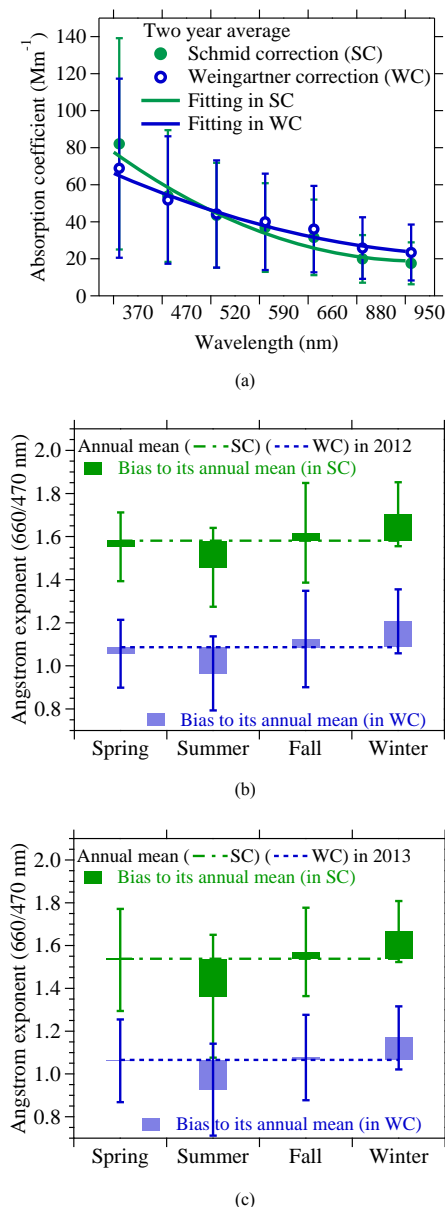 Two year average
Schmid correction (SC)
Weingartner correction (WC)
Fitting in SC
Fitting in WC
Absorption coefficient (Mm-1)
140
120
100
80
60
40
20
0
370 470 520 590 660 880 950
Wavelength (nm)
(a)
Annual mean ( SC) ( WC) in 2012
Bias to its annual mean (in SC)
Angstrom exponent (660/470 nm)
2.0
1.8
1.6
1.4
1.2
1.0
0.8
Bias to its annual mean (in WC)
Spring Summer Fall Winter
(b)
Annual mean ( SC) ( WC) in 2013
Bias to its annual mean (in SC)
Angstrom exponent (660/470 nm)
2.0
1.8
1.6
1.4
1.2
1.0
0.8
Bias to its annual mean (in WC)
Spring Summer Fall Winter
(c)